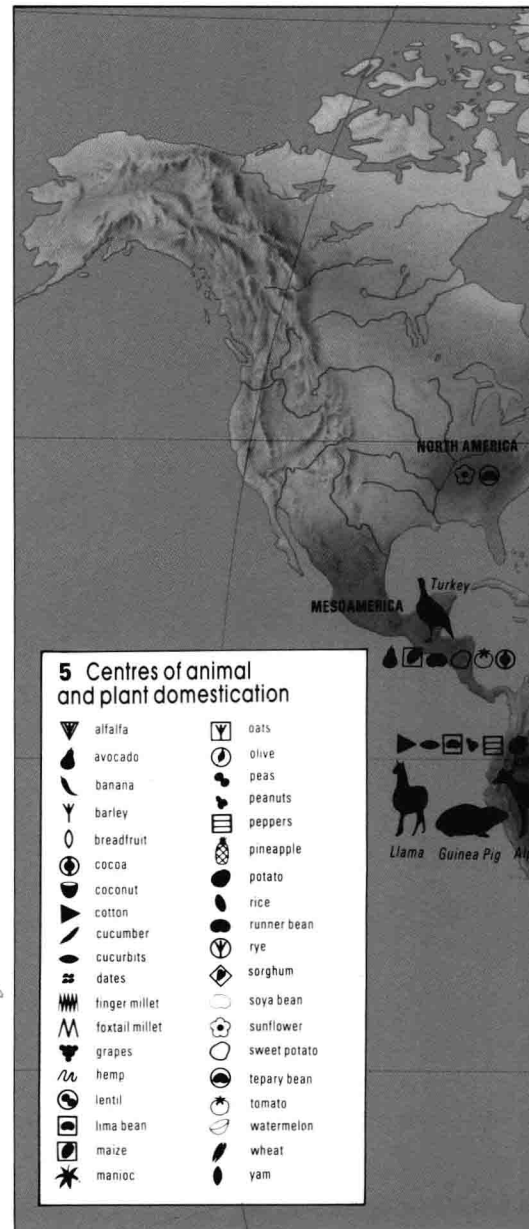 NORTH AMERICA
Turkey
MESOAMERICA
Llama Guinea Pig
5 Centres of animal
and plant domestication
alfalfa
avocado
banana
barley
breadfruit
cocoa
coconut
cotton
cucumber
cucurbits
dates
finger millet
foxtail millet
grapes
hemp
lentil
lima bean
maize
manioc
oats
olive
peas
peanuts
peppers
pineapple
potato
rice
runner bean
rye
sorghum
soya bean
sunflower
sweet potato
tepary bean
tomato
watermelon
wheat
yam